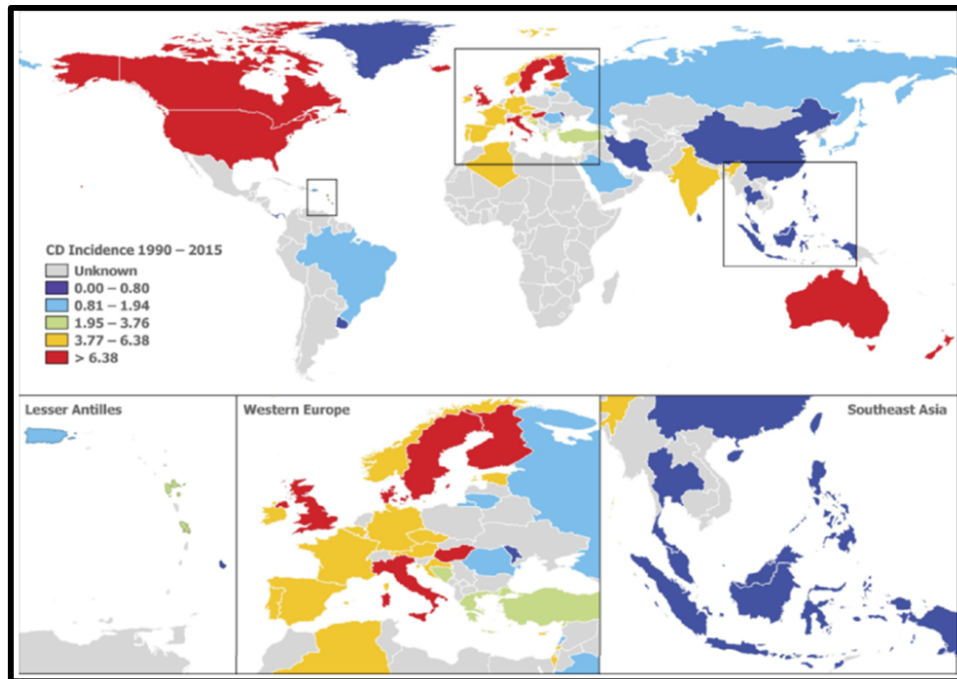 CD Incidence 1990 – 2015
Unknown
0.00 – 0.80
0.81 – 1.94
1.95 – 3.76
3.77 – 6.38
> 6.38
Lesser Antilles
Western Europe
Southeast Asia